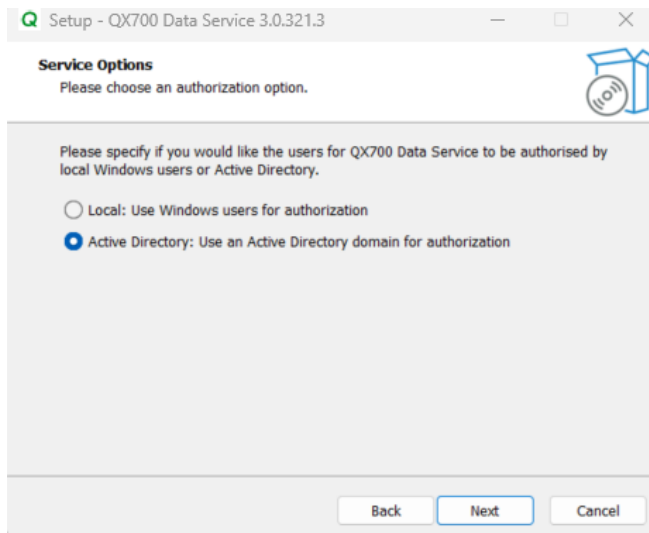 Setup - QX700 Data Service 3.0.321.3
Service Options
Please choose an authorization option.
Please specify if you would like the users for QX700 Data Service to be authorised by
local Windows users or Active Directory.
Local: Use Windows users for authorization
Active Directory: Use an Active Directory domain for authorization
Back Next Cancel